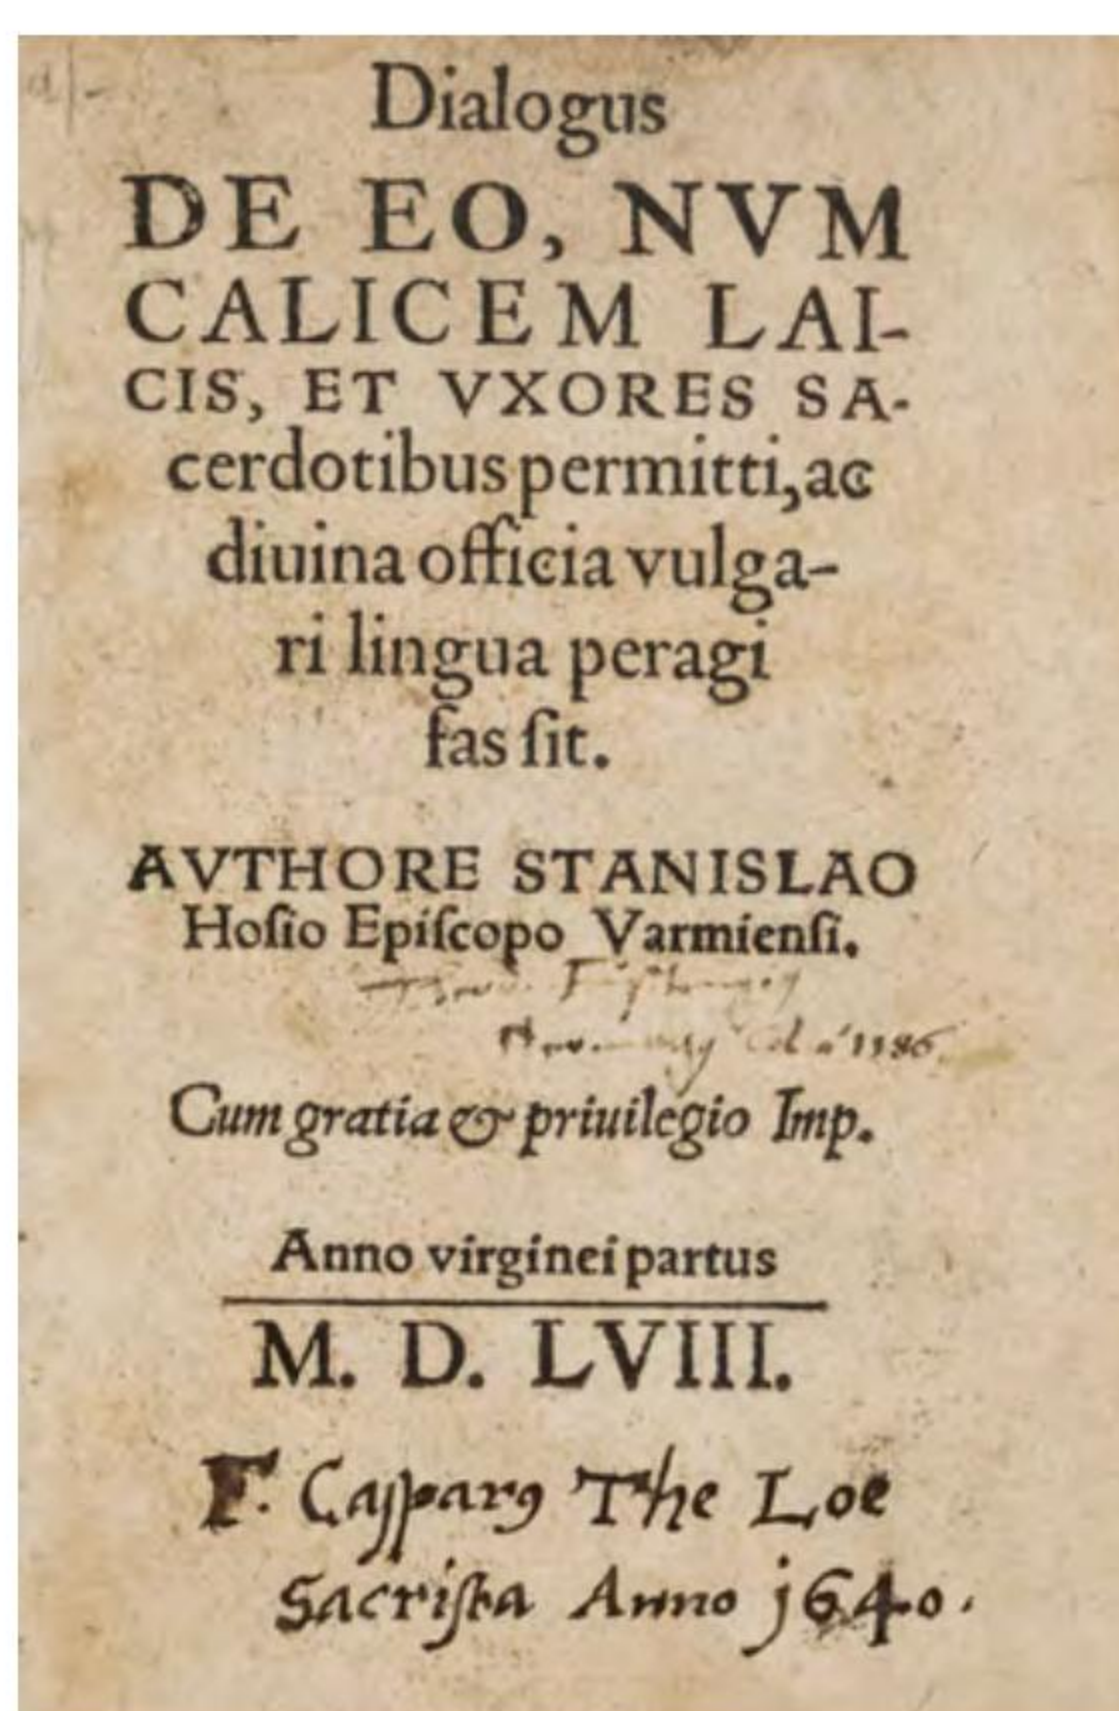 Dialogus
DE EO, NVM
CALICEM LAI-
CIS, ET VXORES SA-
cerdotibus permitti, ac
diuina officia vulga-
ri lingua peragi
fas ſit.
AVTHORE STANISLAO
Hoſio Epiſcopo Varmienſi.
Cum gratia & priuilegio Imp.
Anno virginei partus
M. D. LVIII.
F. Caſparꝰ The Loe
Sacriſta Anno j640.